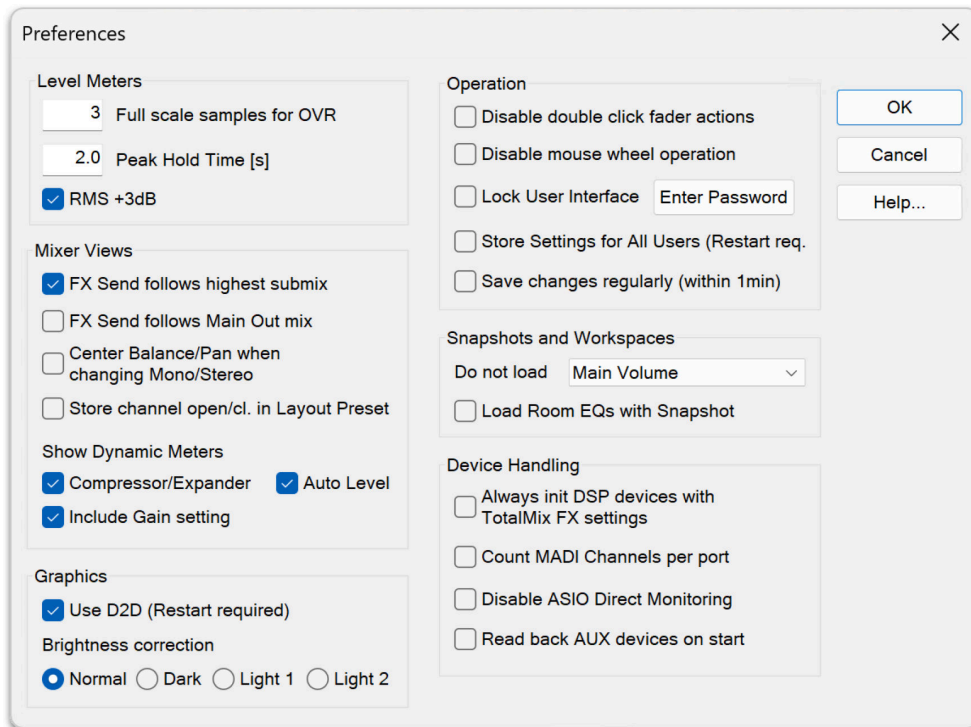 Preferences
Level Meters
3 Full scale samples for OVR
2.0 Peak Hold Time [s]
RMS +3dB
Mixer Views
FX Send follows highest submix
FX Send follows Main Out mix
Center Balance/Pan when
changing Mono/Stereo
Store channel open/cl. in Layout Preset
Show Dynamic Meters
Compressor/Expander Auto Level
Include Gain setting
Graphics
Use D2D (Restart required)
Brightness correction
Normal Dark Light 1 Light 2
Operation
Disable double click fader actions
Disable mouse wheel operation
Lock User Interface Enter Password
Store Settings for All Users (Restart req.
Save changes regularly (within 1min)
Snapshots and Workspaces
Do not load Main Volume
Load Room EQs with Snapshot
Device Handling
Always init DSP devices with
TotalMix FX settings
Count MADI Channels per port
Disable ASIO Direct Monitoring
Read back AUX devices on start
OK
Cancel
Help...